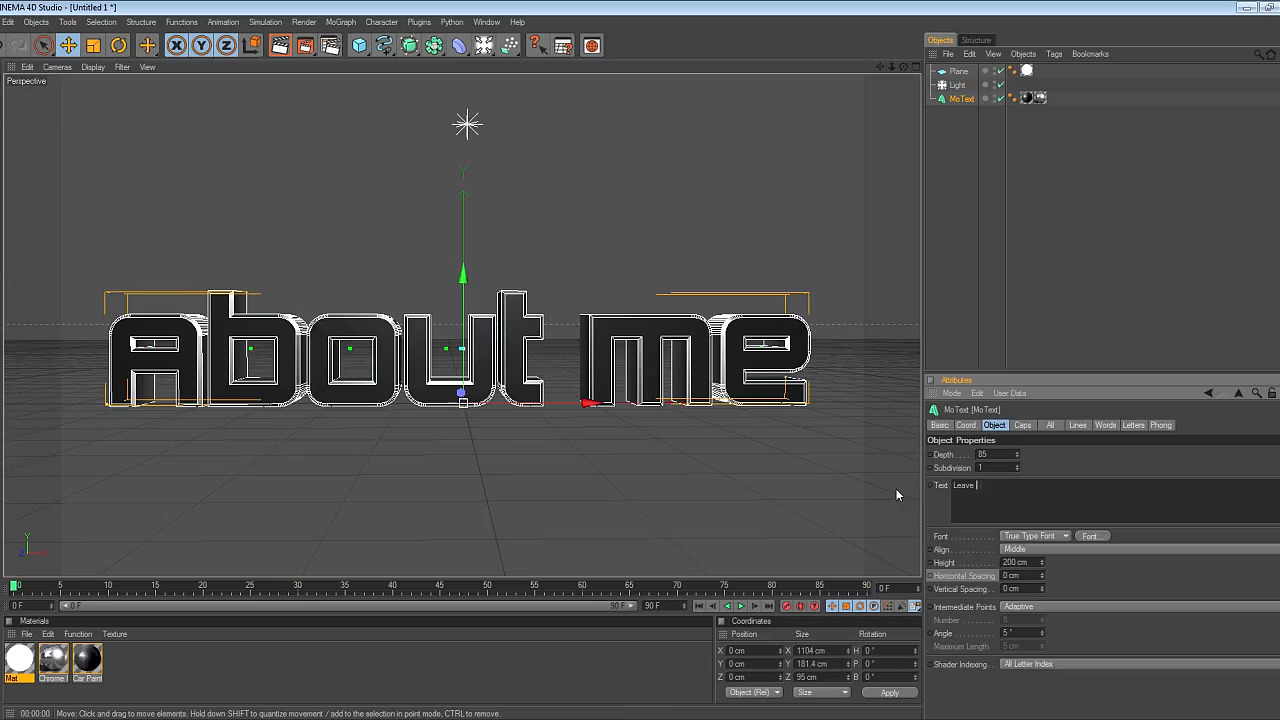 CINEMA 4D Studio - [Untitled 1 *]
Objects Tools Selection Structure Functions Animation Simulation Render MoGraph Character Plugins Python Window Help
Edit Cameras Display Filter View
Perspective
Y
About me
Y
0 5 10 15 20 25 30 35 40 45 50 55 60 65 70 75 80 85 90 0 F
0 F 0 F 90 F 90 F
Materials
File Edit Function Texture
Mat Chrome Car Paint
Coordinates
Position Size Rotation
X 0 cm X 1104 cm H 0 °
Y 0 cm Y 181.4 cm P 0 °
Z 0 cm Z 95 cm B 0 °
Object (Rel) Size Apply
00:00:00 Move: Click and drag to move elements. Hold down SHIFT to quantize movement / add to the selection in point mode, CTRL to remove.
Objects Structure
File Edit View Objects Tags Bookmarks
Plane
Light
MoText
Attributes
Mode Edit User Data
MoText [MoText]
Basic Coord. Object Caps All Lines Words Letters Phong
Object Properties
Depth . . . . 85
Subdivision 1
Text Leave
Font . . . . . . . . . . . True Type Font Font...
Align . . . . . . . . . . . Middle
Height . . . . . . . . . . 200 cm
Horizontal Spacing 0 cm
Vertical Spacing. . 0 cm
Intermediate Points Adaptive
Number . . . . . . . . 8
Angle . . . . . . . . . . 5 °
Maximum Length . 5 cm
Shader Indexing. . . All Letter Index